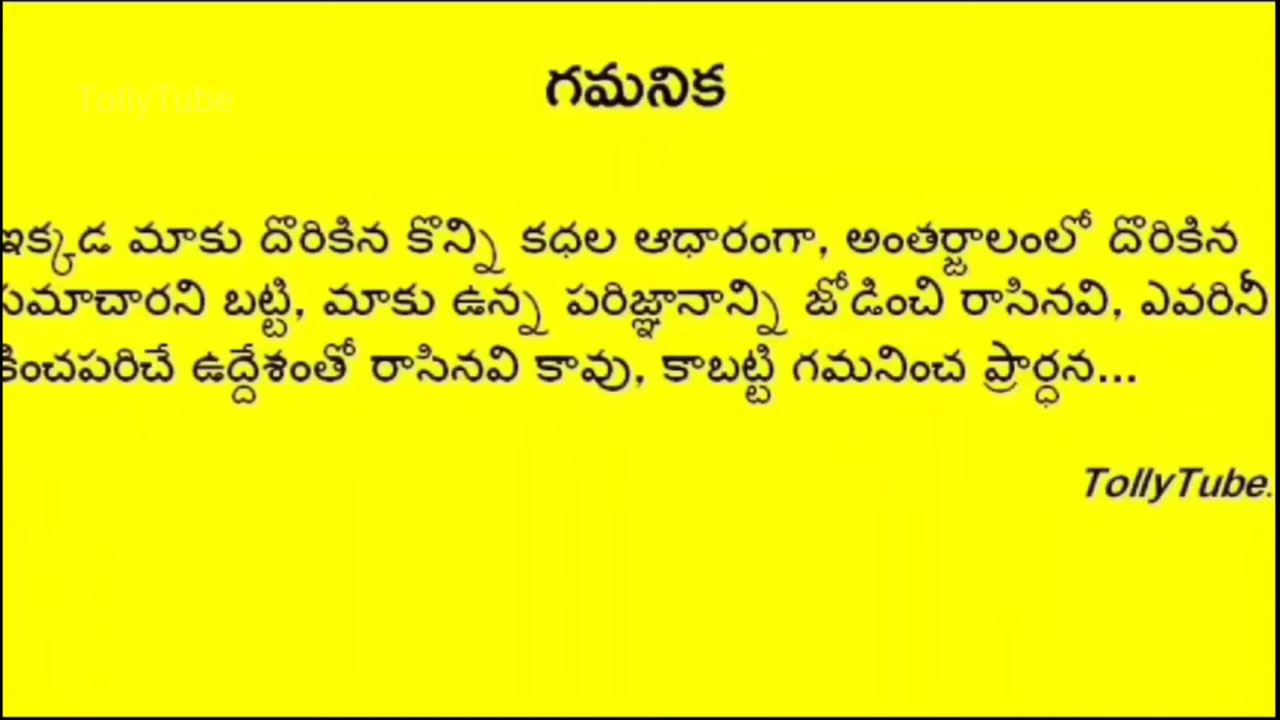 TollyTube
గమనిక
ఇక్కడ మాకు దొరికిన కొన్ని కధల ఆధారంగా, అంతర్జాలంలో దొరికిన
సమాచారని బట్టి, మాకు ఉన్న పరిజ్ఞానాన్ని జోడించి రాసినవి, ఎవరినీ
కించపరిచే ఉద్దేశంతో రాసినవి కావు, కాబట్టి గమనించ ప్రార్ధన...
TollyTube.